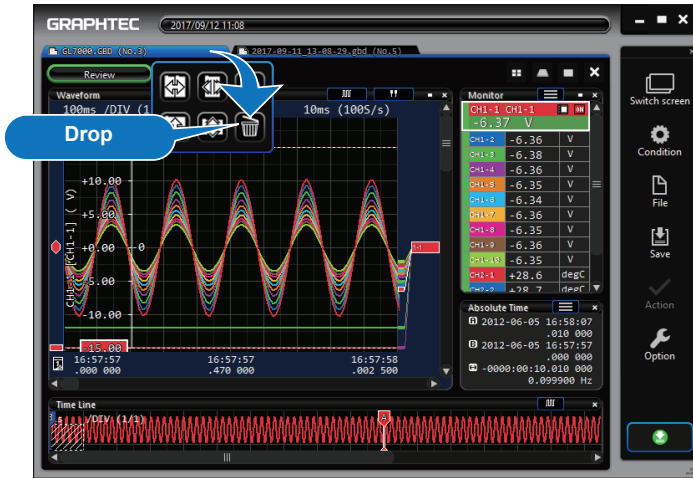 GRAPHTEC
2017/09/12 11:08
GL7000.GBD (No.3)
2017-09-11_13-08-29.gbd (No.5)
Review
Waveform
100ms /DIV (1
10ms (100S/s)
Drop
+10.00
+5.00
+0.00
0
-5.00
-10.00
-15.00
CH1-1 [CH1-1] ( V)
1-1
16:57:57
.000 000
16:57:57
.470 000
16:57:58
.002 500
Monitor
CH1-1 CH1-1 ON
-6.37 V
CH1-2 -6.36 V
CH1-3 -6.38 V
CH1-4 -6.36 V
CH1-5 -6.35 V
CH1-6 -6.34 V
CH1-7 -6.36 V
CH1-8 -6.35 V
CH1-9 -6.36 V
CH1-10 -6.35 V
CH2-1 +28.6 degC
CH2-2 +28.7 degC
Absolute Time
A 2012-06-05 16:58:07
.010 000
B 2012-06-05 16:57:57
.000 000
-0000:00:10.010 000
0.099900 Hz
Time Line
/DIV (1/1)
A
Switch screen
Condition
File
Save
Action
Option